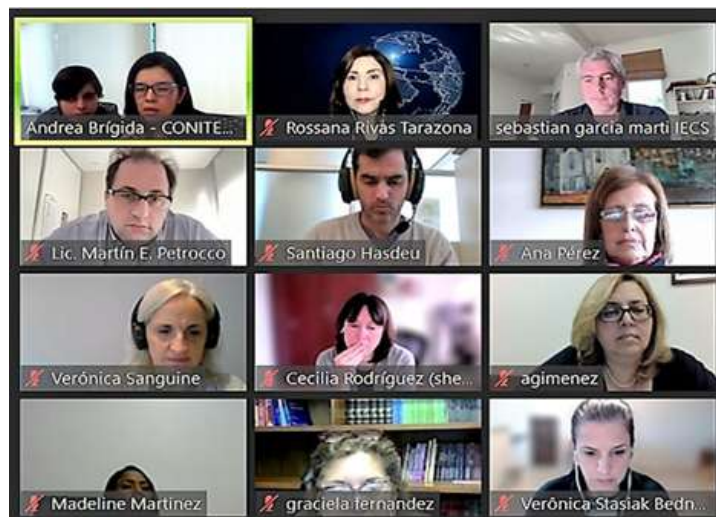 Andrea Brígida - CONITE...
Rossana Rivas Tarazona
sebastian garcía marti IECS
Lic. Martín E. Petrocco
Santiago Hasdeu
Ana Pérez
Verónica Sanguine
Cecilia Rodríguez (she...
agimenez
Madeline Martinez
graciela fernandez
Verônica Stasiak Bedn...